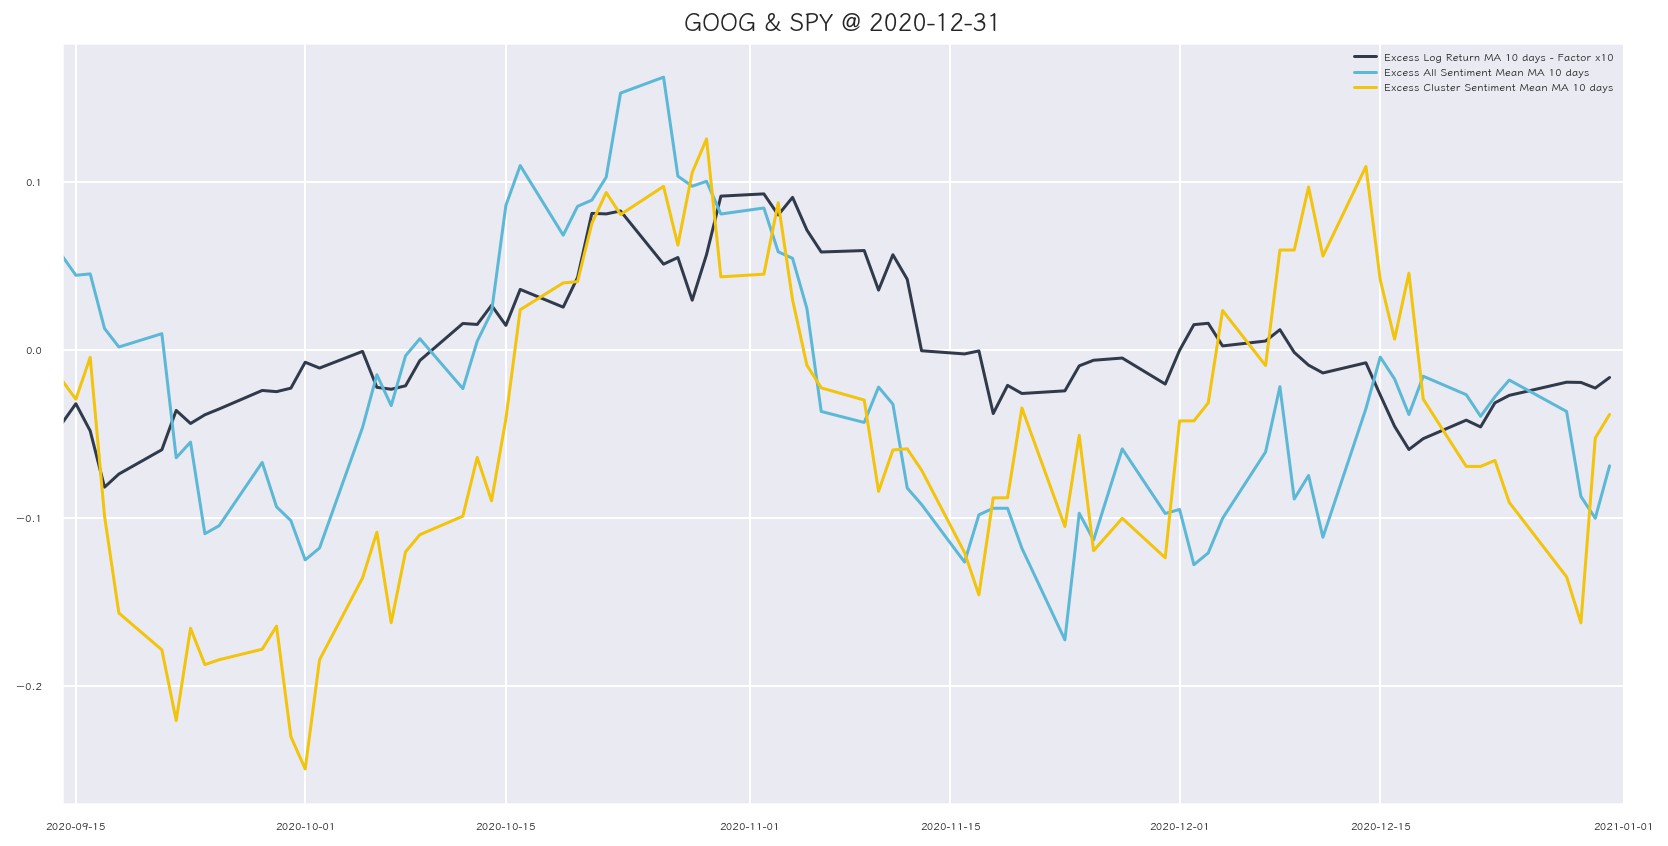 GOOG & SPY @ 2020-12-31
Excess Log Return MA 10 days - Factor x10
Excess All Sentiment Mean MA 10 days
Excess Cluster Sentiment Mean MA 10 days
0.1
0.0
−0.1
−0.2
2020-09-15 2020-10-01 2020-10-15 2020-11-01 2020-11-15 2020-12-01 2020-12-15 2021-01-01